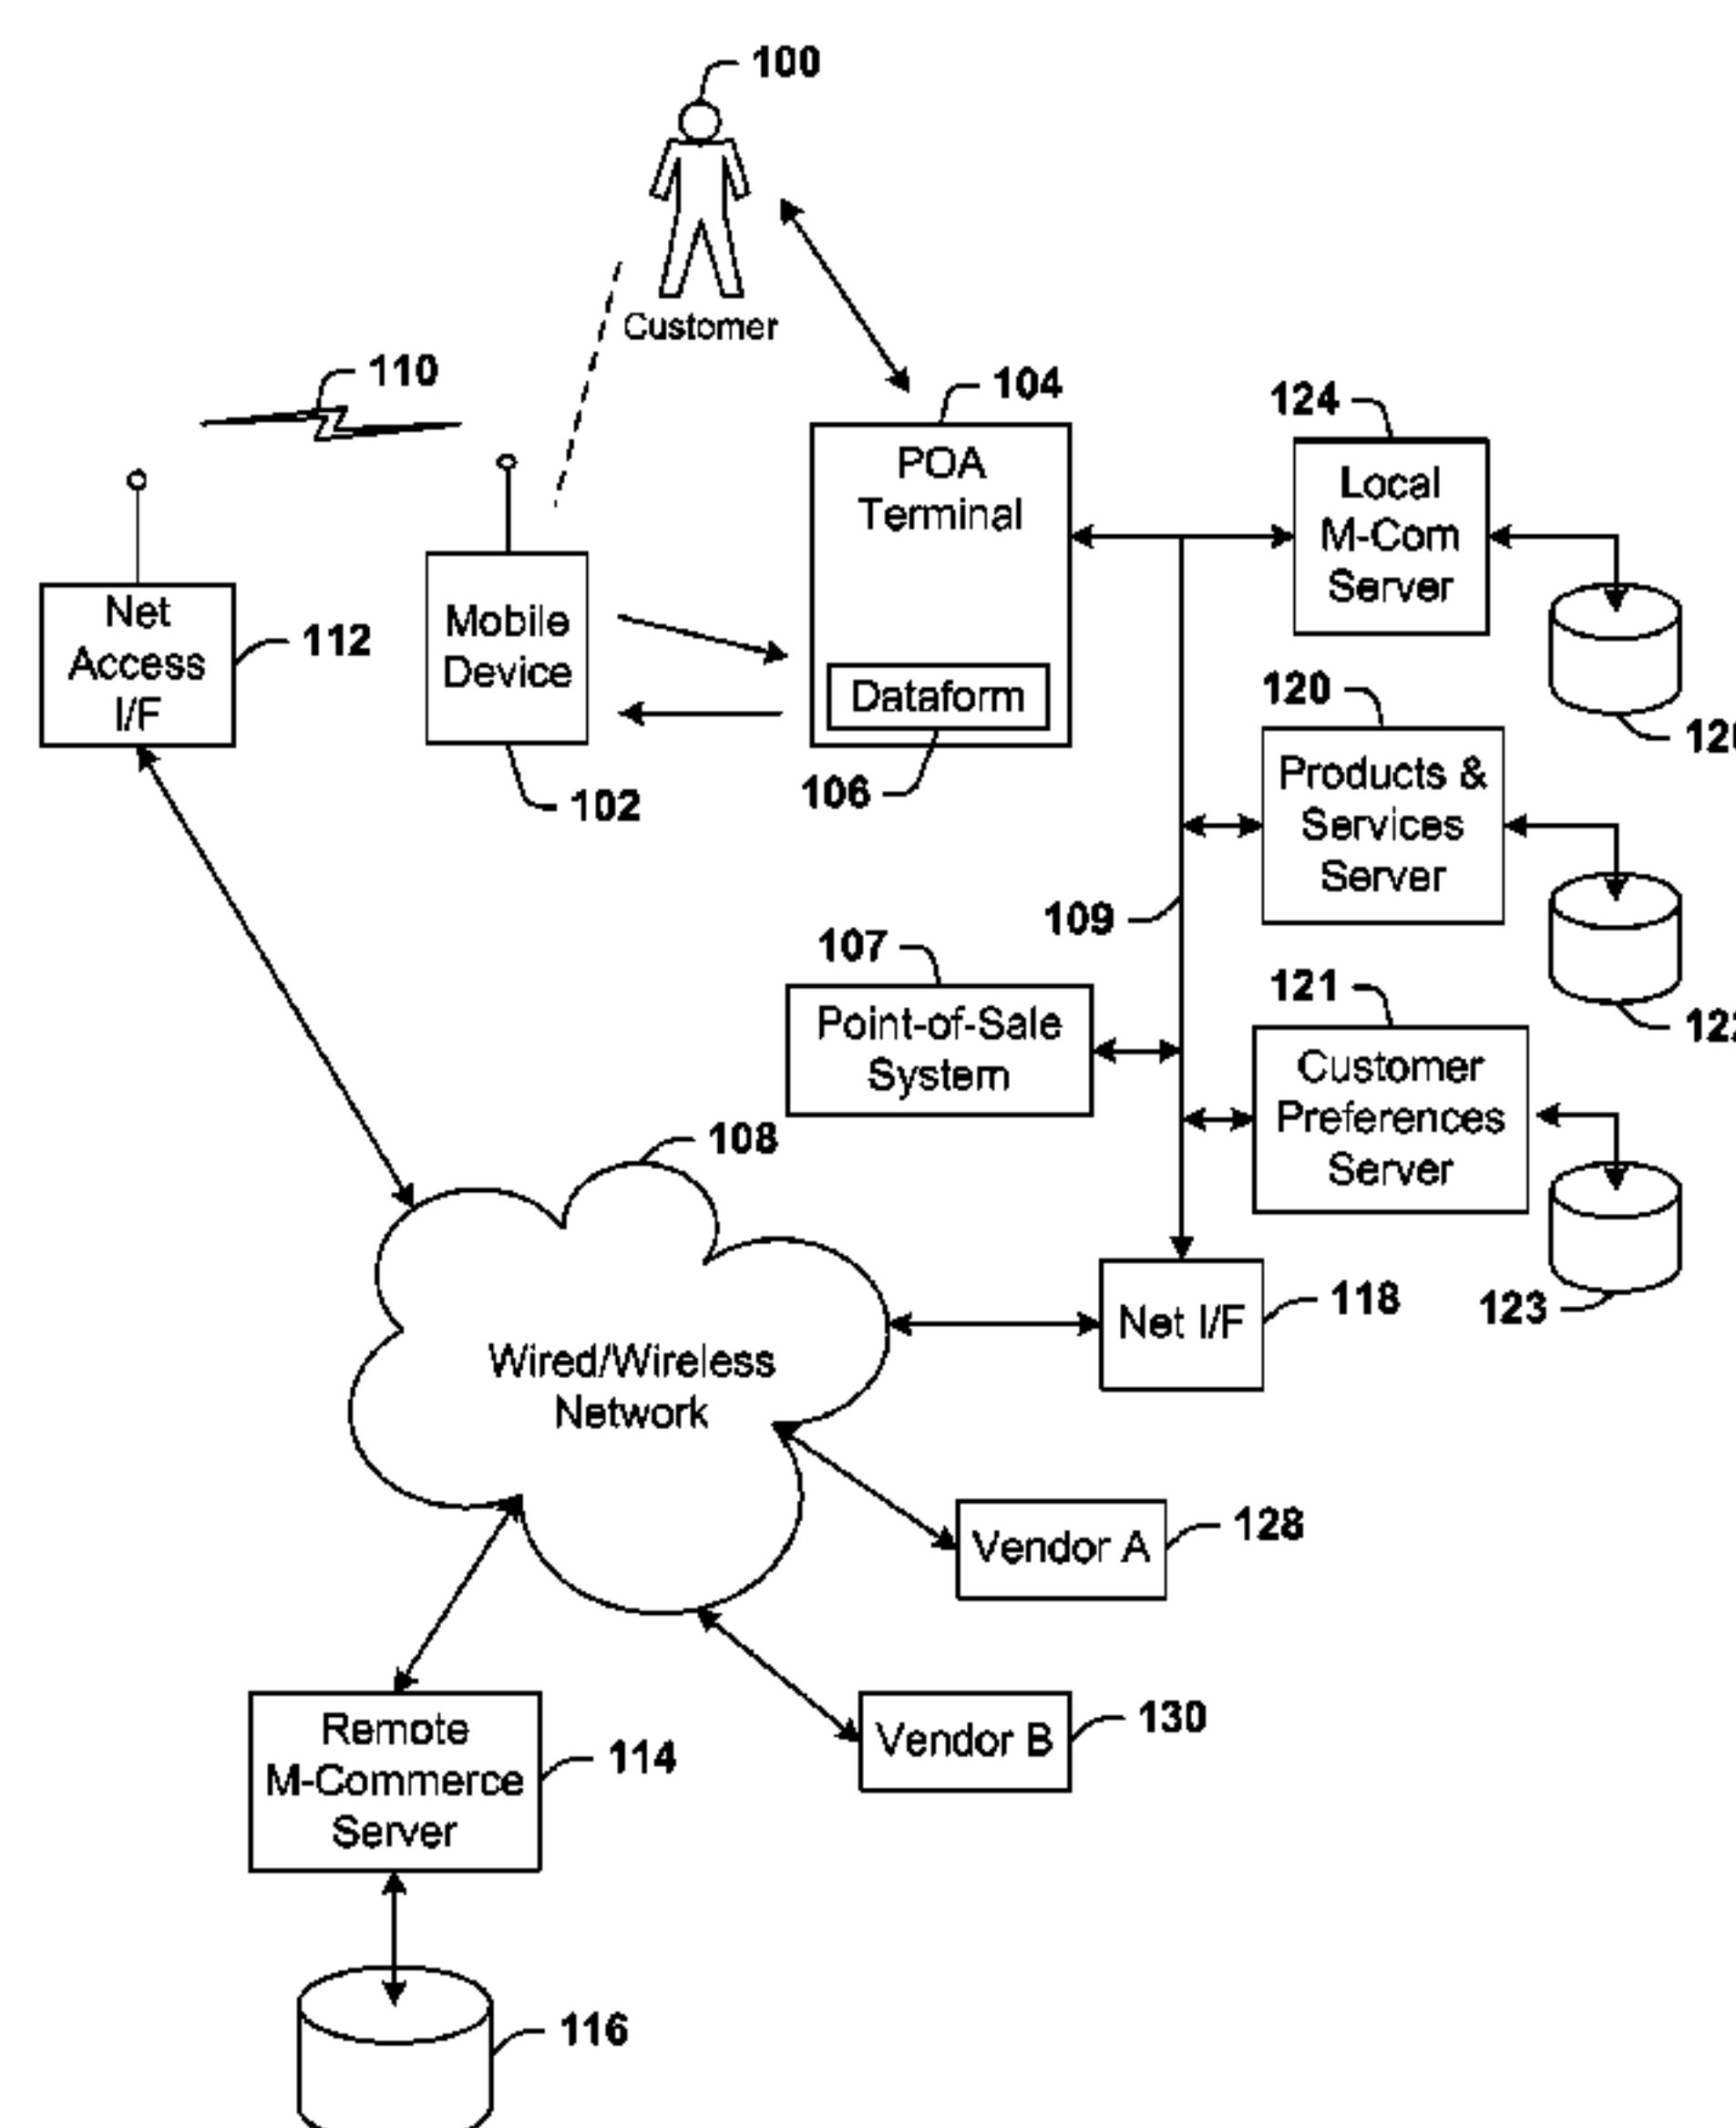 100
Customer
110
104
124
POA
Terminal
Local
M-Com
Server
Net
Access
I/F
112
Mobile
Device
Dataform
102
106
120
Products &
Services
Server
109
107
Point-of-Sale
System
121
Customer
Preferences
Server
123
108
Wired/Wireless
Network
Net I/F
118
Vendor A
128
Vendor B
130
Remote
M-Commerce
Server
114
116